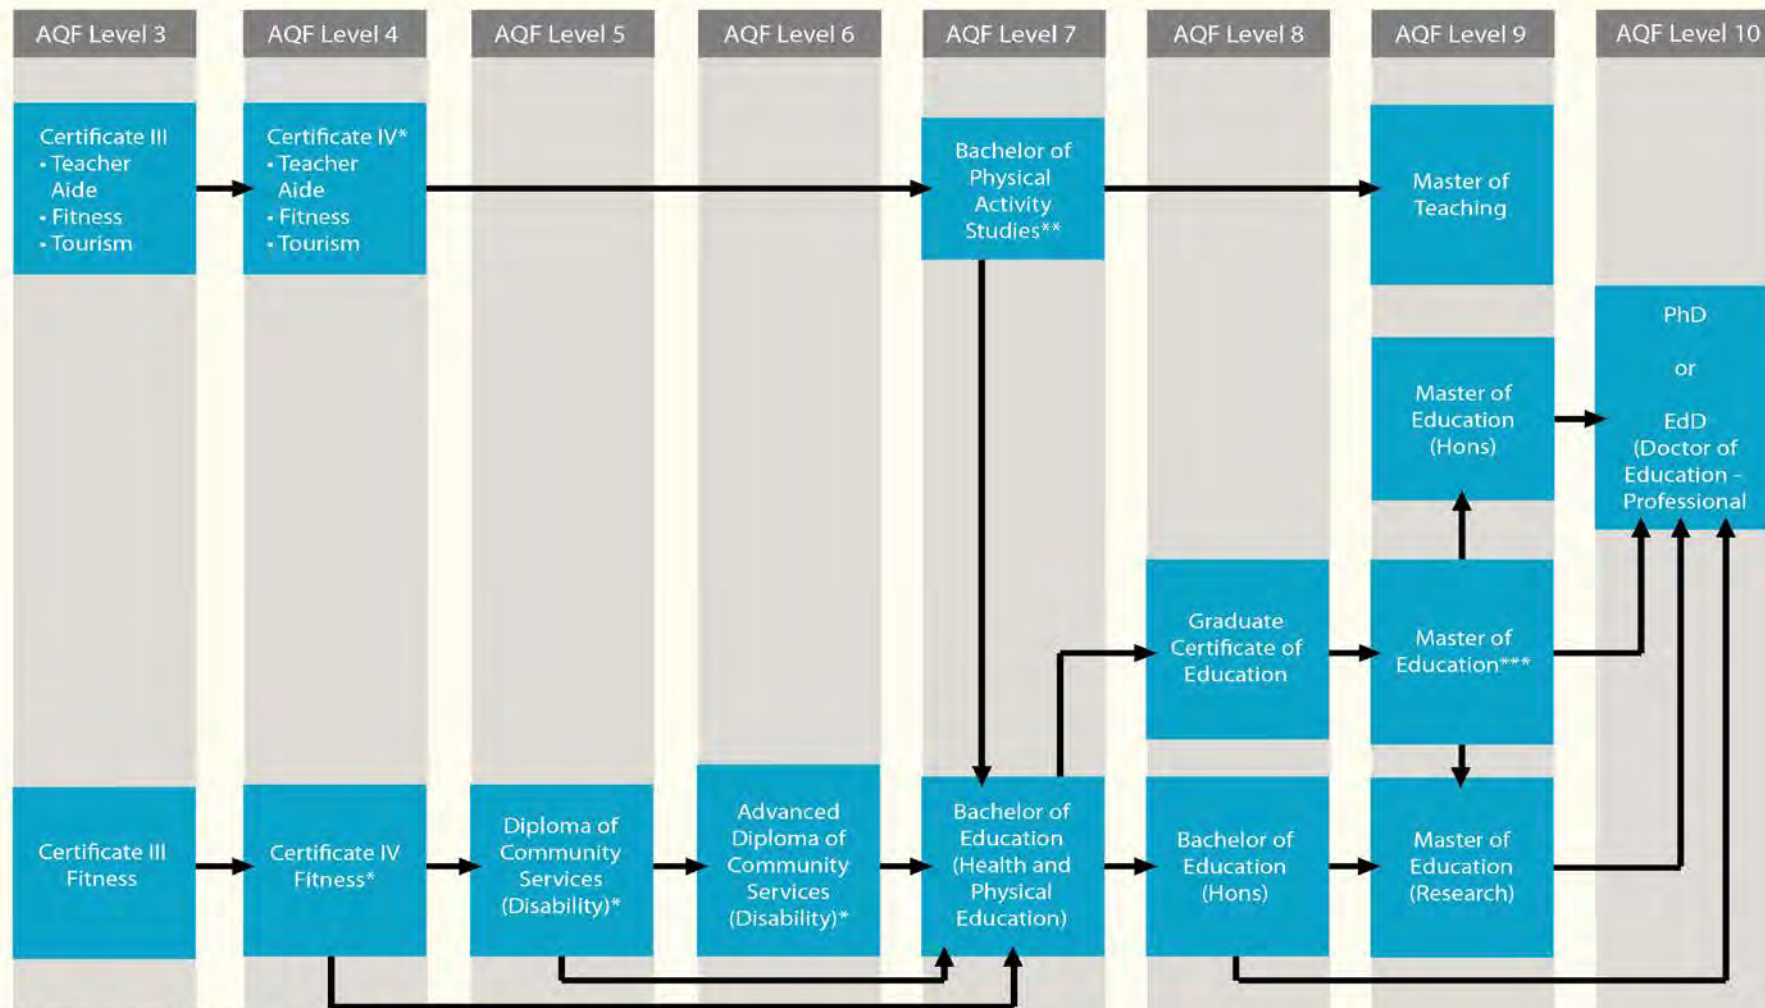 AQF Level 3
AQF Level 4
AQF Level 5
AQF Level 6
AQF Level 7
AQF Level 8
AQF Level 9
AQF Level 10
Certificate III
• Teacher
Aide
• Fitness
• Tourism
Certificate IV*
• Teacher
Aide
• Fitness
• Tourism
Bachelor of
Physical
Activity
Studies**
Master of
Teaching
PhD
or
EdD
(Doctor of
Education –
Professional
Master of
Education
(Hons)
Graduate
Certificate of
Education
Master of
Education***
Certificate III
Fitness
Certificate IV
Fitness*
Diploma of
Community
Services
(Disability)*
Advanced
Diploma of
Community
Services
(Disability)*
Bachelor of
Education
(Health and
Physical
Education)
Bachelor of
Education
(Hons)
Master of
Education
(Research)